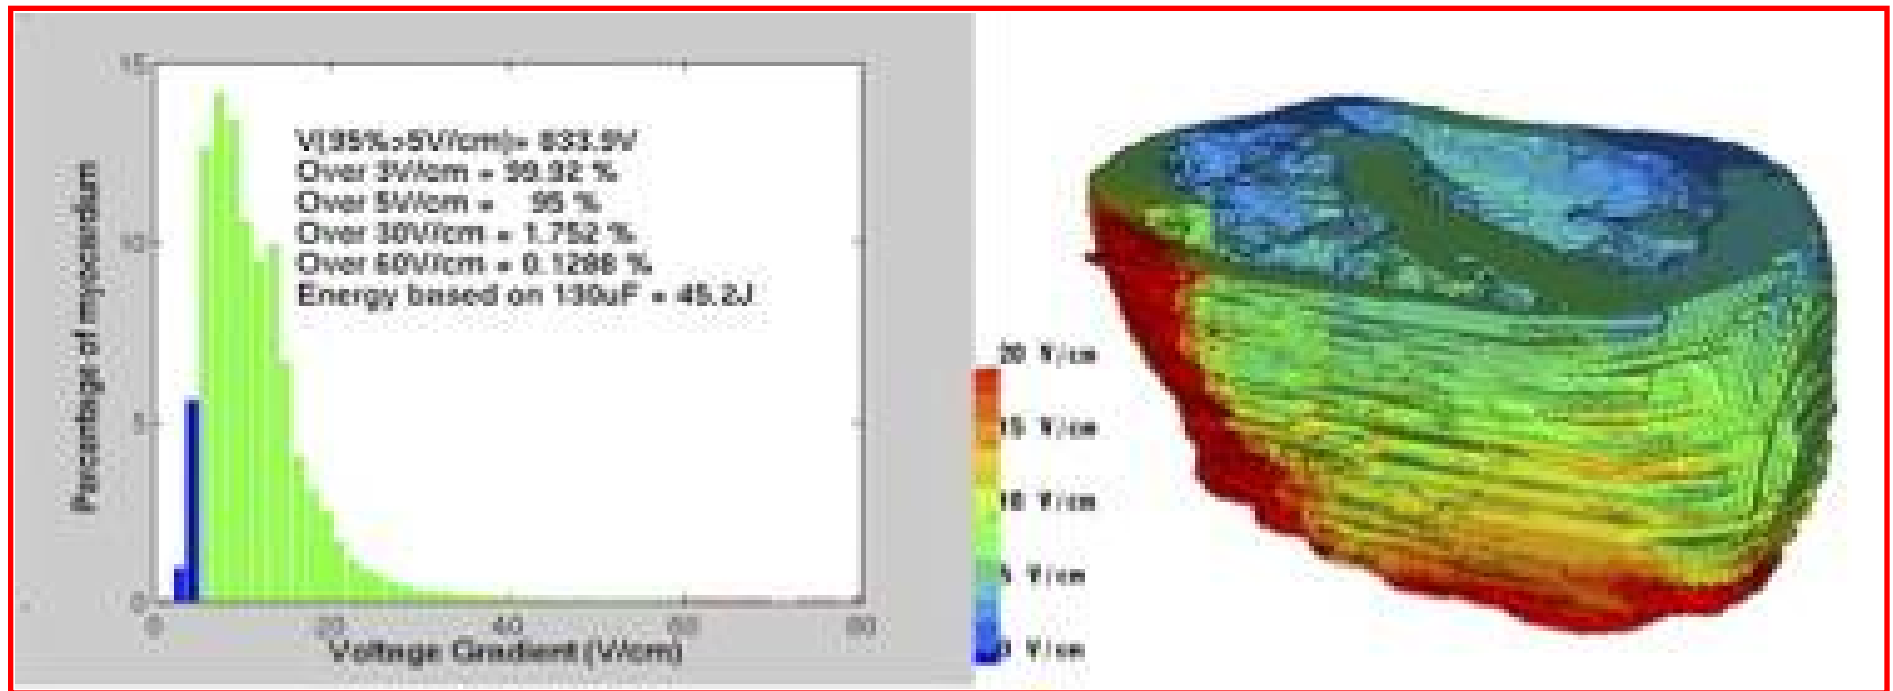 15
10
5
0
Percentage of myocardium
V(95%>5V/cm)= 833.9V
Over 3V/cm = 99.92 %
Over 5V/cm = 95 %
Over 30V/cm = 1.752 %
Over 60V/cm = 0.1288 %
Energy based on 130uF = 45.2J
0 20 40 60 80
Voltage Gradient (V/cm)
20 V/cm
15 V/cm
10 V/cm
5 V/cm
0 V/cm